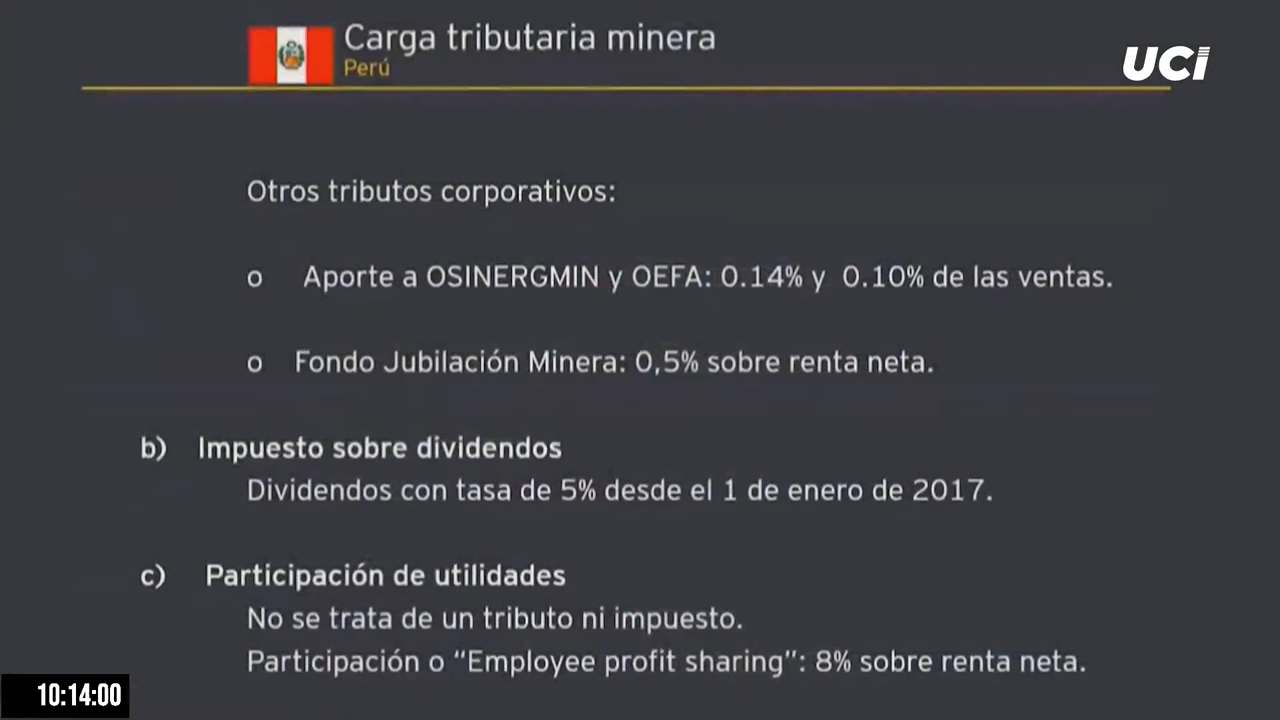 Carga tributaria minera
Perú
UCi
Otros tributos corporativos:
o Aporte a OSINERGMIN y OEFA: 0.14% y 0.10% de las ventas.
o Fondo Jubilación Minera: 0,5% sobre renta neta.
b) Impuesto sobre dividendos
Dividendos con tasa de 5% desde el 1 de enero de 2017.
c) Participación de utilidades
No se trata de un tributo ni impuesto.
Participación o “Employee profit sharing”: 8% sobre renta neta.
10:14:00